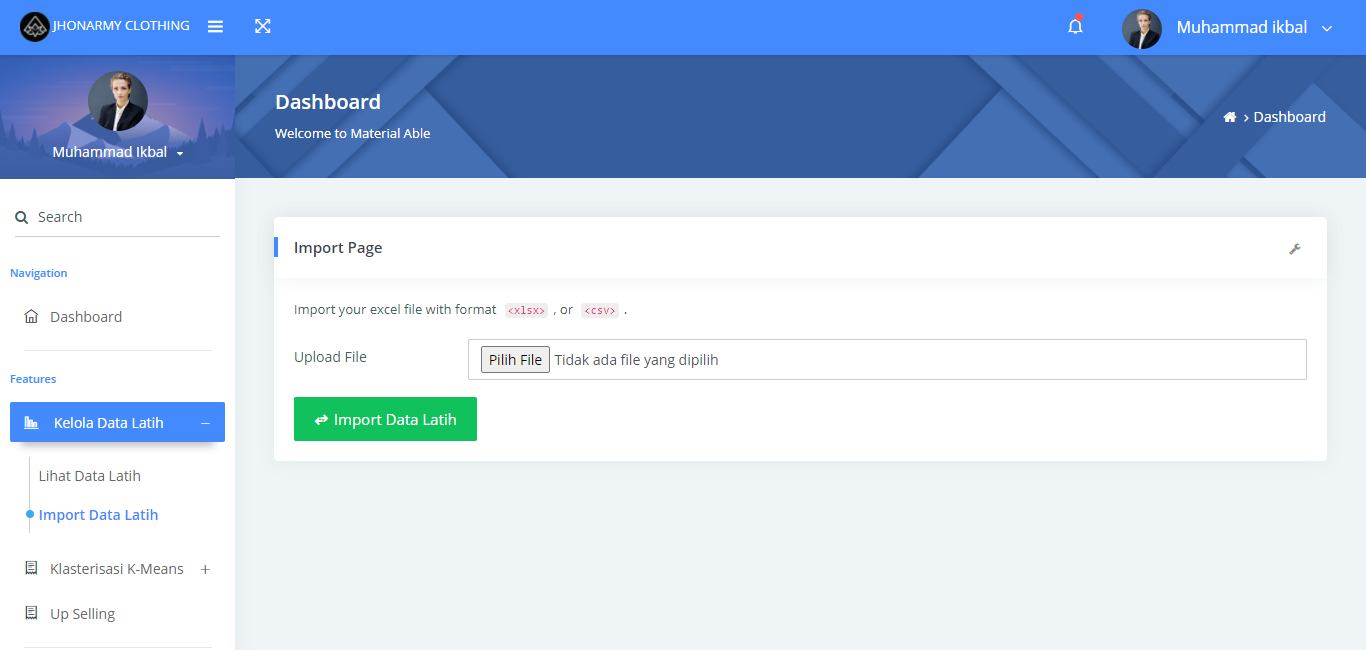 JHONARMY CLOTHING
Muhammad ikbal
Muhammad Ikbal
Search
Navigation
Dashboard
Features
Kelola Data Latih
Lihat Data Latih
Import Data Latih
Klasterisasi K-Means
Up Selling
Dashboard
Welcome to Material Able
› Dashboard
Import Page
Import your excel file with format <xlsx> , or <csv> .
Upload File
Pilih File Tidak ada file yang dipilih
Import Data Latih